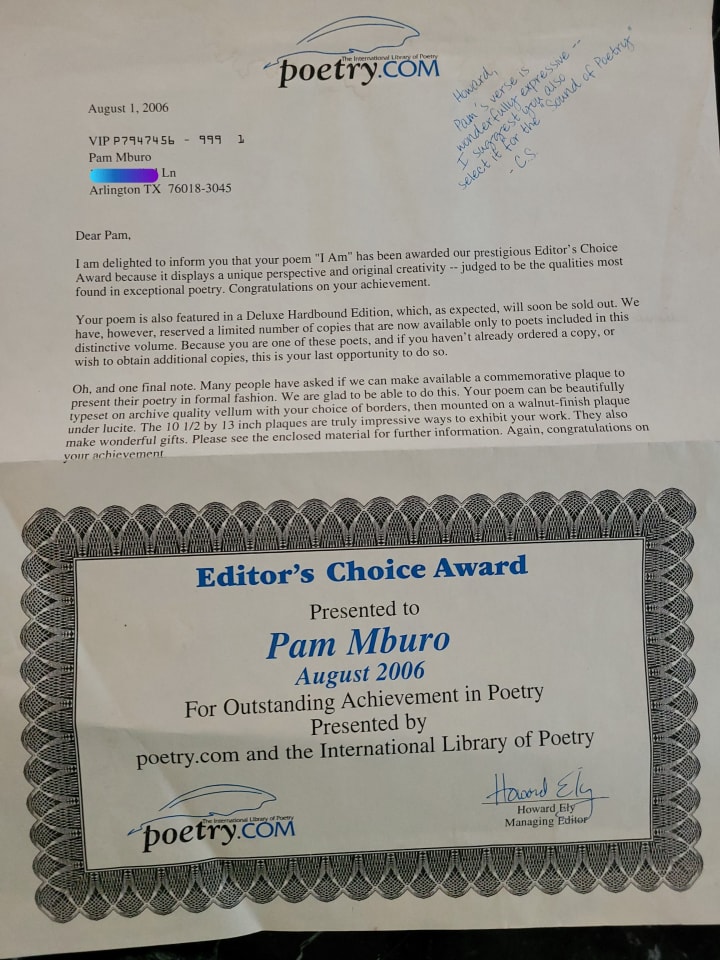 The International Library of Poetry
poetry.COM
Howard,
Pam's verse is
wonderfully expressive --
I suggest you also
select it for the "Sound of Poetry"
- C.S.
August 1, 2006
VIP P7947456 - 999 1
Pam Mburo
Ln
Arlington TX 76018-3045
Dear Pam,
I am delighted to inform you that your poem "I Am" has been awarded our prestigious Editor's Choice
Award because it displays a unique perspective and original creativity -- judged to be the qualities most
found in exceptional poetry. Congratulations on your achievement.
Your poem is also featured in a Deluxe Hardbound Edition, which, as expected, will soon be sold out. We
have, however, reserved a limited number of copies that are now available only to poets included in this
distinctive volume. Because you are one of these poets, and if you haven't already ordered a copy, or
wish to obtain additional copies, this is your last opportunity to do so.
Oh, and one final note. Many people have asked if we can make available a commemorative plaque to
present their poetry in formal fashion. We are glad to be able to do this. Your poem can be beautifully
typeset on archive quality vellum with your choice of borders, then mounted on a walnut-finish plaque
under lucite. The 10 1/2 by 13 inch plaques are truly impressive ways to exhibit your work. They also
make wonderful gifts. Please see the enclosed material for further information. Again, congratulations on
your achievement
Editor's Choice Award
Presented to
Pam Mburo
August 2006
For Outstanding Achievement in Poetry
Presented by
poetry.com and the International Library of Poetry
The International Library of Poetry
poetry.COM
Howard Ely
Howard Ely
Managing Editor